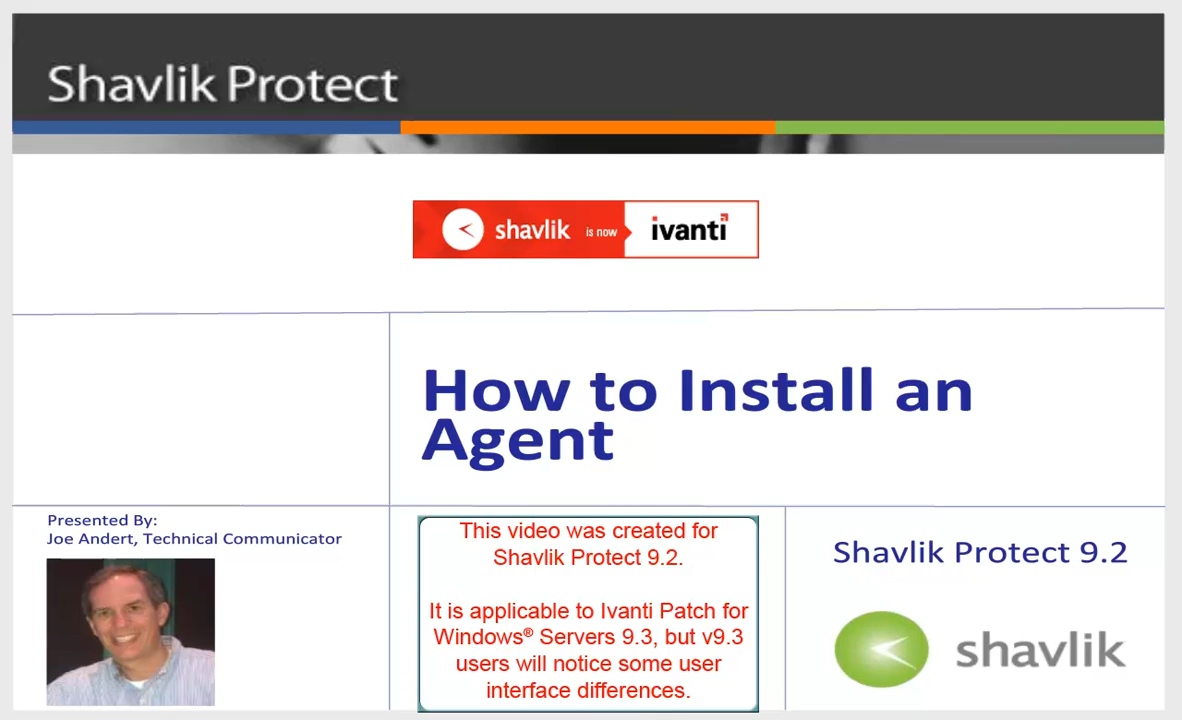 Shavlik Protect
shavlik is now ivanti
How to Install an
Agent
Presented By:
Joe Andert, Technical Communicator
This video was created for
Shavlik Protect 9.2.
It is applicable to Ivanti Patch for
Windows® Servers 9.3, but v9.3
users will notice some user
interface differences.
Shavlik Protect 9.2
shavlik